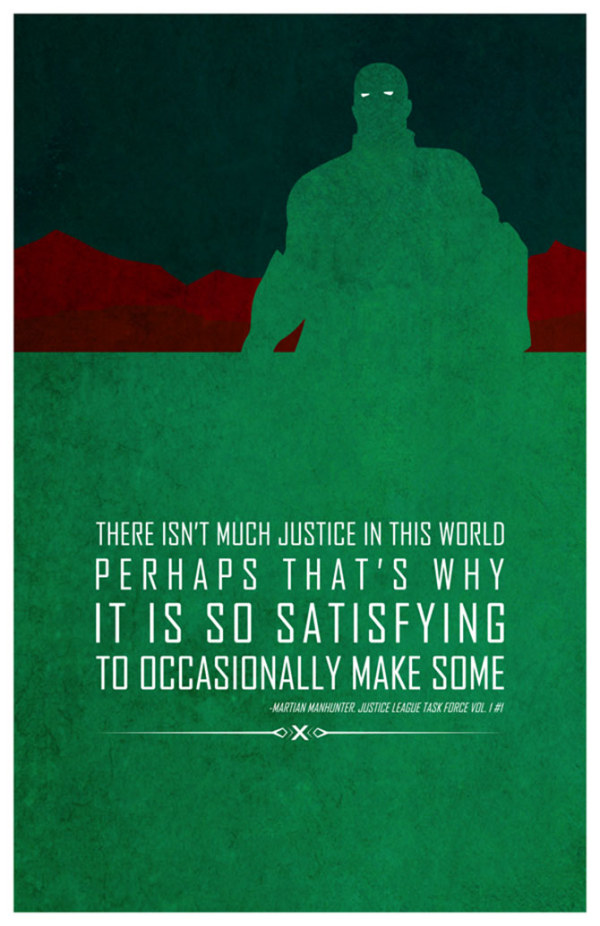 THERE ISN'T MUCH JUSTICE IN THIS WORLD
PERHAPS THAT'S WHY
IT IS SO SATISFYING
TO OCCASIONALLY MAKE SOME
-MARTIAN MANHUNTER. JUSTICE LEAGUE TASK FORCE VOL. 1 #1
X